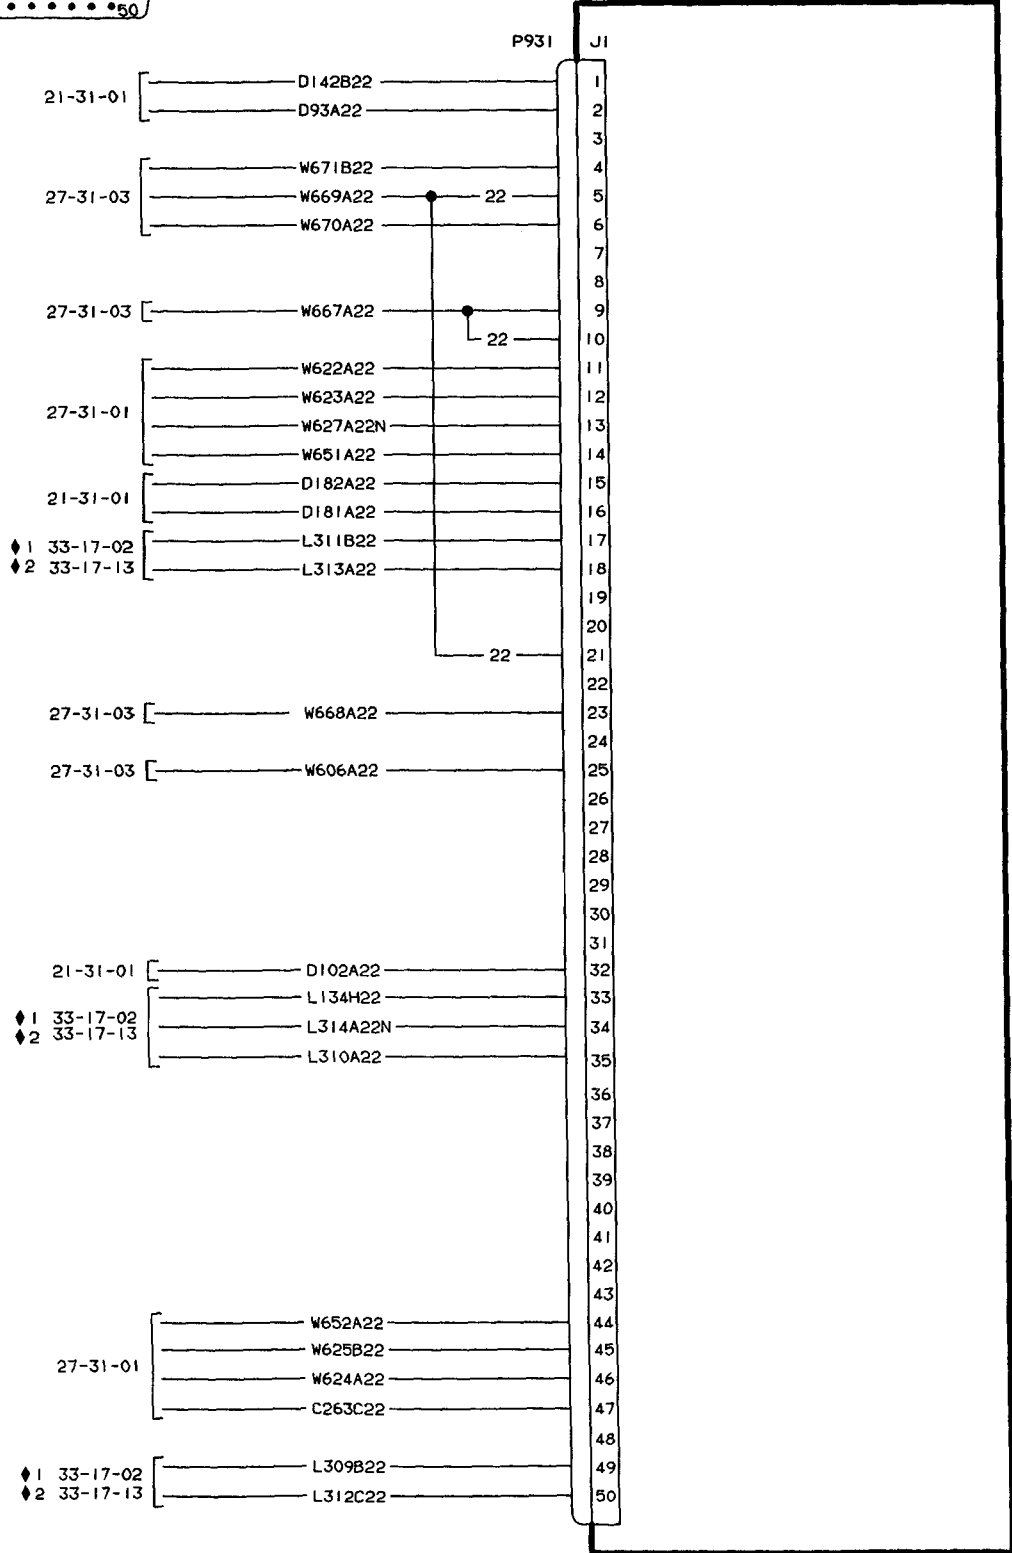 50
P931 J1
D142B22 1
21-31-01
D93A22 2
3
W671B22 4
27-31-03 W669A22 22 5
W670A22 6
7
8
27-31-03 W667A22 9
22 10
W622A22 11
W623A22 12
27-31-01
W627A22N 13
W651A22 14
D182A22 15
21-31-01
D181A22 16
L311B22 17
♦1 33-17-02
♦2 33-17-13 L313A22 18
19
20
22 21
22
27-31-03 W668A22 23
24
27-31-03 W606A22 25
26
27
28
29
30
31
21-31-01 D102A22 32
L134H22 33
♦1 33-17-02
♦2 33-17-13 L314A22N 34
L310A22 35
36
37
38
39
40
41
42
43
W652A22 44
W625B22 45
27-31-01
W624A22 46
C263C22 47
48
L309B22 49
♦1 33-17-02
♦2 33-17-13 L312C22 50